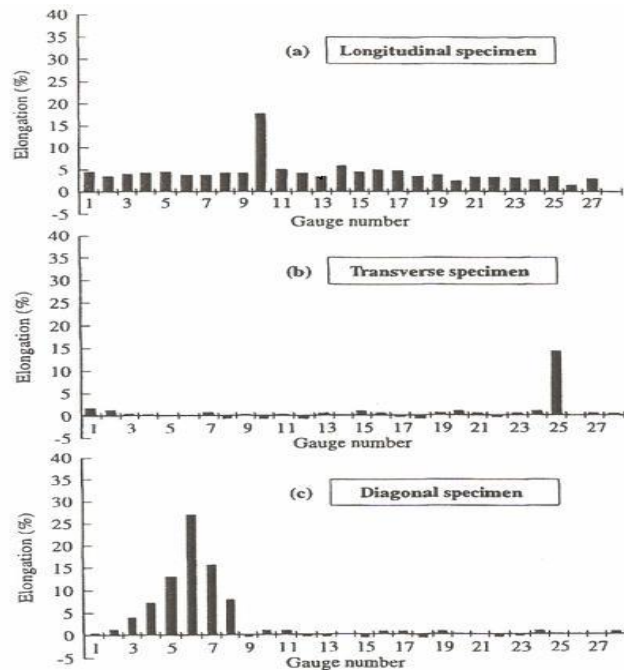 40
35
30
25
20
15
10
5
0
-5
Elongation (%)
(a) Longitudinal specimen
1 3 5 7 9 11 13 15 17 19 21 23 25 27
Gauge number
40
35
30
25
20
15
10
5
0
-5
Elongation (%)
(b) Transverse specimen
1 3 5 7 9 11 13 15 17 19 21 23 25 27
Gauge number
40
35
30
25
20
15
10
5
0
-5
Elongation (%)
(c) Diagonal specimen
1 3 5 7 9 11 13 15 17 19 21 23 25 27
Gauge number